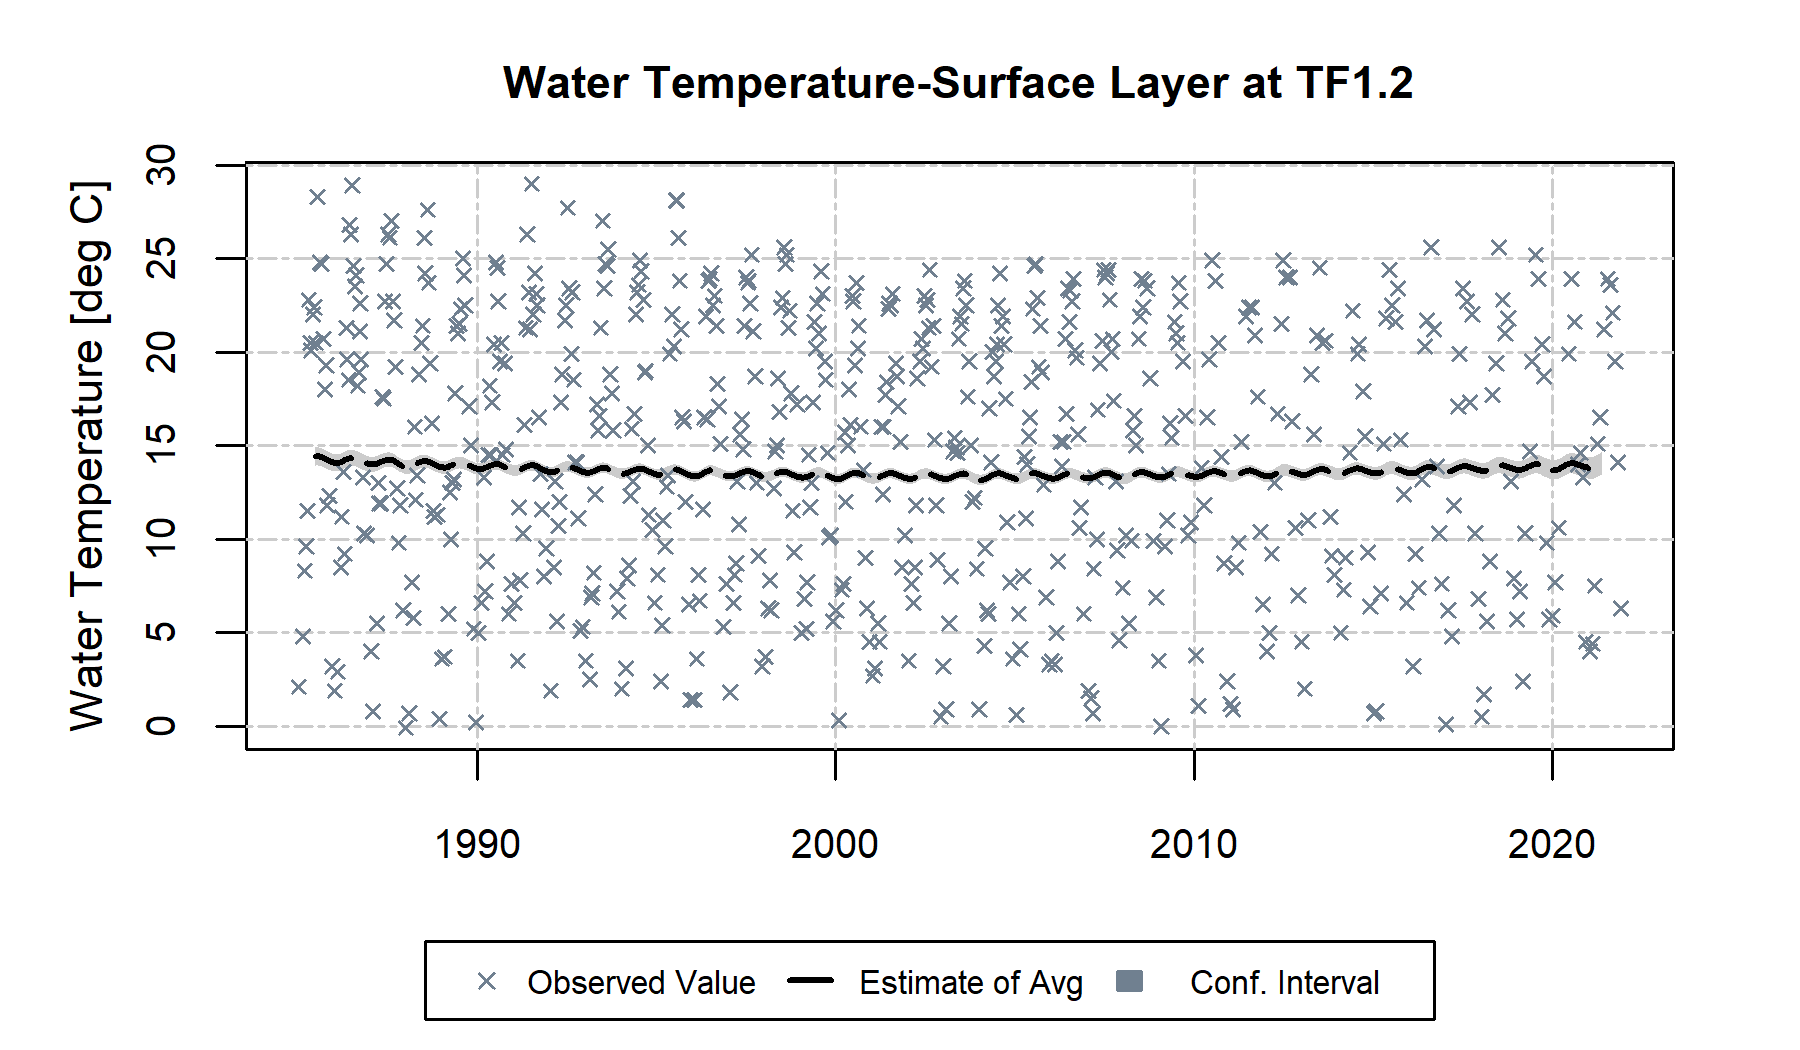 Water Temperature-Surface Layer at TF1.2
Water Temperature [deg C]
30
25
20
15
10
5
0
1990 2000 2010 2020
Observed Value Estimate of Avg Conf. Interval